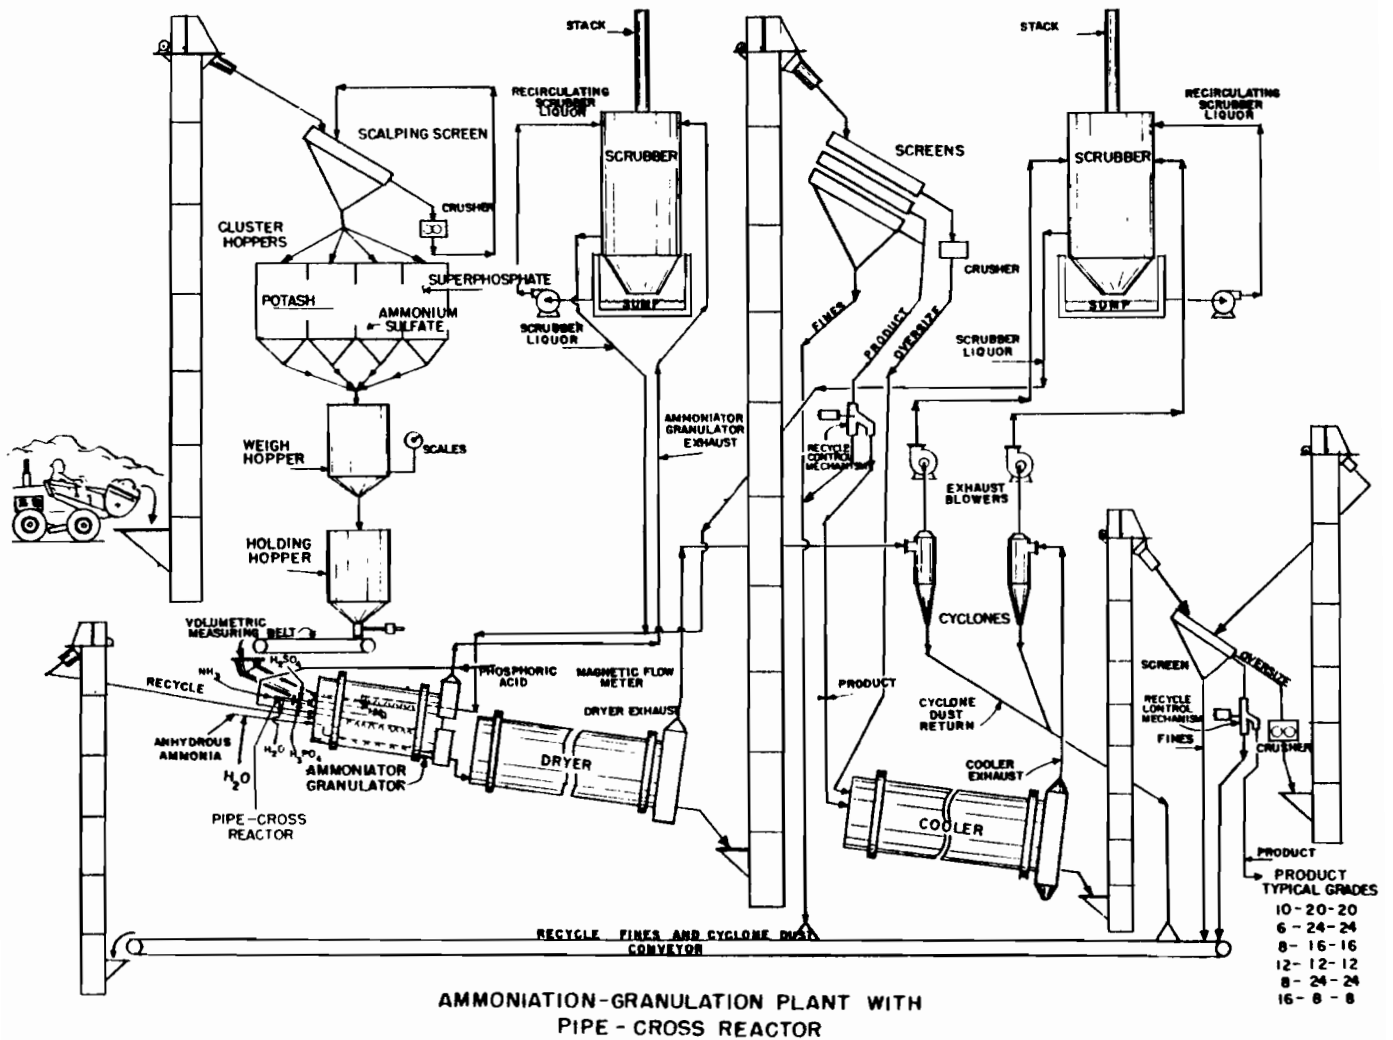 STACK
STACK
RECIRCULATING
SCRUBBER
LIQUOR
RECIRCULATING
SCRUBBER
LIQUOR
SCALPING SCREEN
SCRUBBER
SCREENS
SCRUBBER
CRUSHER
CLUSTER
HOPPERS
CRUSHER
SUPERPHOSPHATE
POTASH
AMMONIUM
SULFATE
SUMP
SUMP
SCRUBBER
LIQUOR
FINES
PRODUCT
OVERSIZE
SCRUBBER
LIQUOR
AMMONIATOR
GRANULATOR
EXHAUST
WEIGH
HOPPER
SCALES
RECYCLE
CONTROL
MECHANISM
EXHAUST
BLOWERS
HOLDING
HOPPER
CYCLONES
VOLUMETRIC
MEASURING BELT
H2SO4
NH3
RECYCLE
PHOSPHORIC
ACID
MAGNETIC FLOW
METER
DRYER EXHAUST
PRODUCT
CYCLONE
DUST
RETURN
SCREEN
OVERSIZE
RECYCLE
CONTROL
MECHANISM
FINES
CRUSHER
ANHYDROUS
AMMONIA
H2O
H3PO4
H2O
AMMONIATOR
GRANULATOR
DRYER
COOLER
EXHAUST
PIPE-CROSS
REACTOR
COOLER
PRODUCT
PRODUCT
TYPICAL GRADES
10-20-20
6-24-24
8-16-16
12-12-12
8-24-24
16-8-8
RECYCLE FINES AND CYCLONE DUST
CONVEYOR
AMMONIATION-GRANULATION PLANT WITH
PIPE-CROSS REACTOR